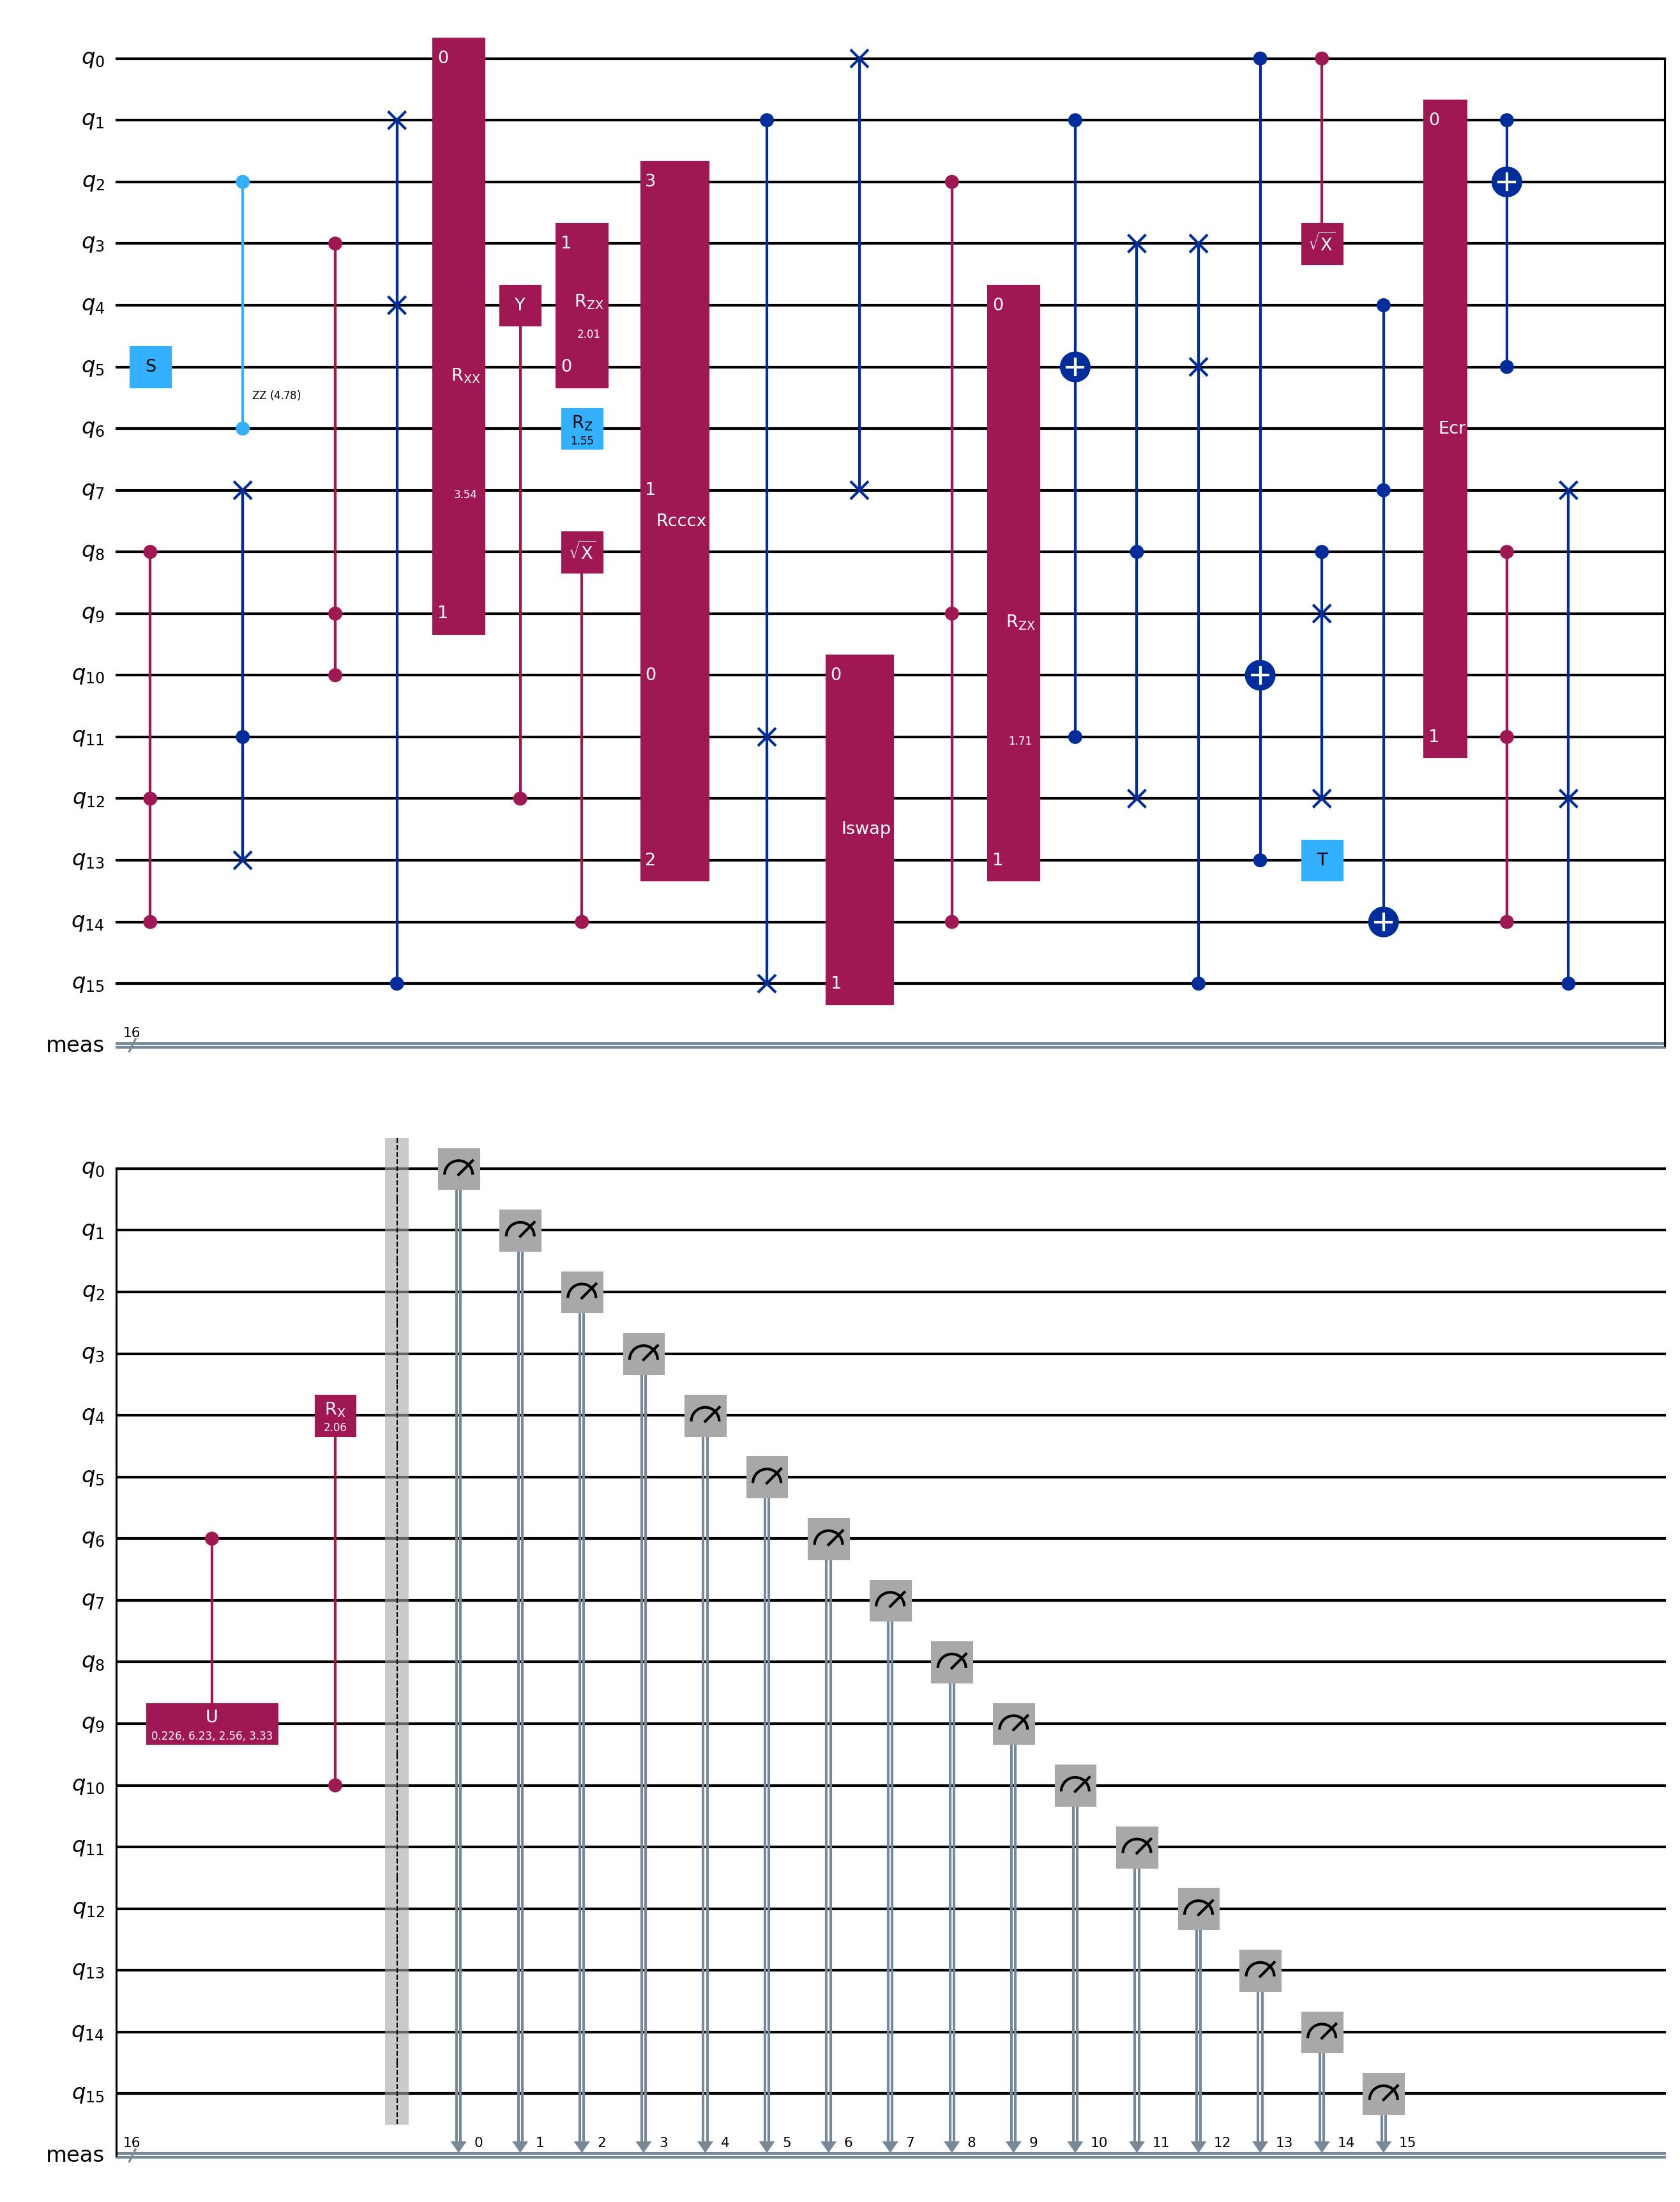 q0 0
q1 0
q2 3
q3 1 √X
q4 Y RZX 0
2.01
q5 S 0
RXX
ZZ (4.78)
q6 RZ Ecr
1.55
q7 3.54 1
Rcccx
q8 √X
q9 1 RZX
q10 0 0
q11 1.71 1
q12
Iswap
q13 2 1 T
q14
q15 1
16
meas
q0
q1
q2
q3
q4 RX
2.06
q5
q6
q7
q8
q9 U
0.226, 6.23, 2.56, 3.33
q10
q11
q12
q13
q14
q15
16 0 1 2 3 4 5 6 7 8 9 10 11 12 13 14 15
meas